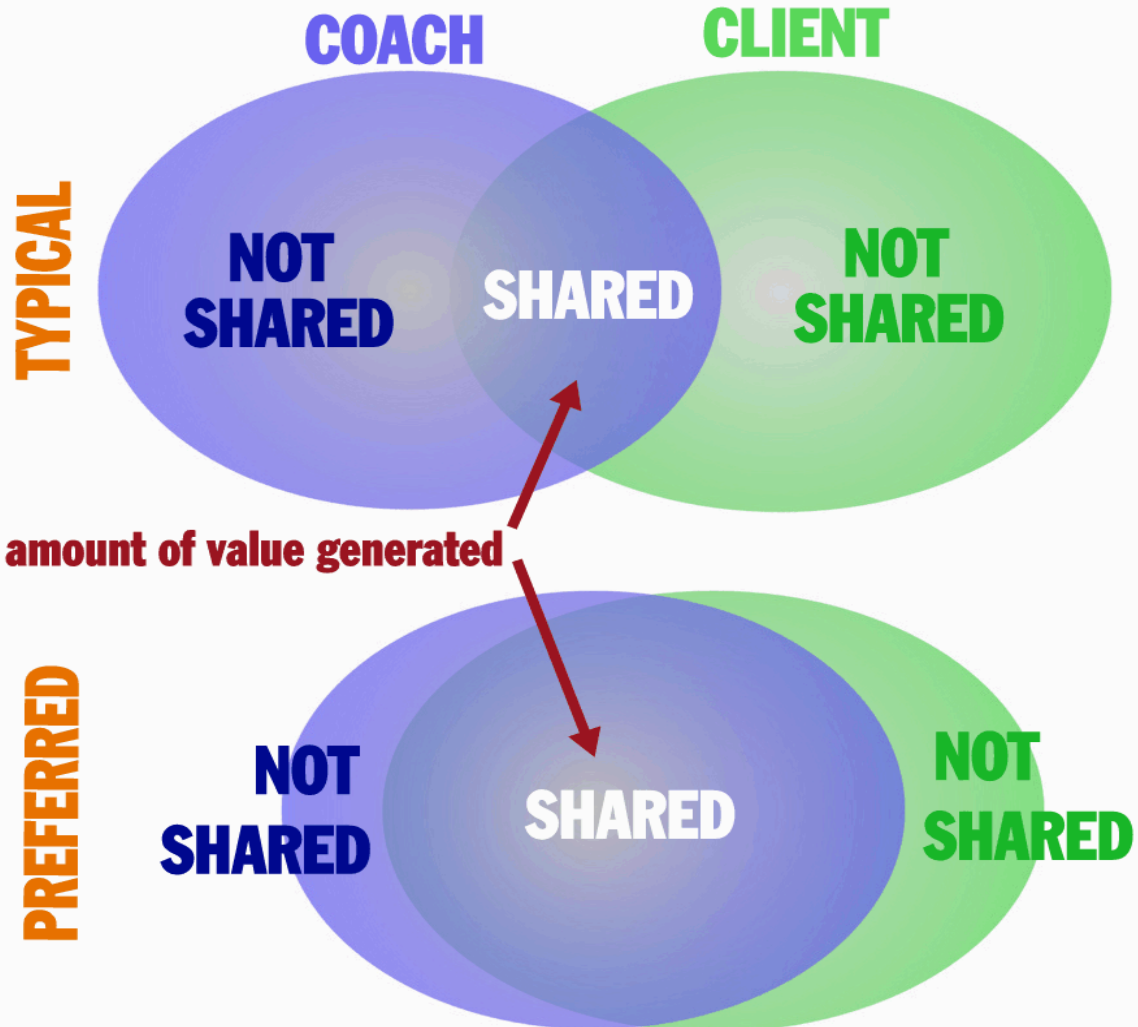 COACH
CLIENT
TYPICAL
NOT
SHARED
SHARED
NOT
SHARED
amount of value generated
PREFERRED
NOT
SHARED
SHARED
NOT
SHARED